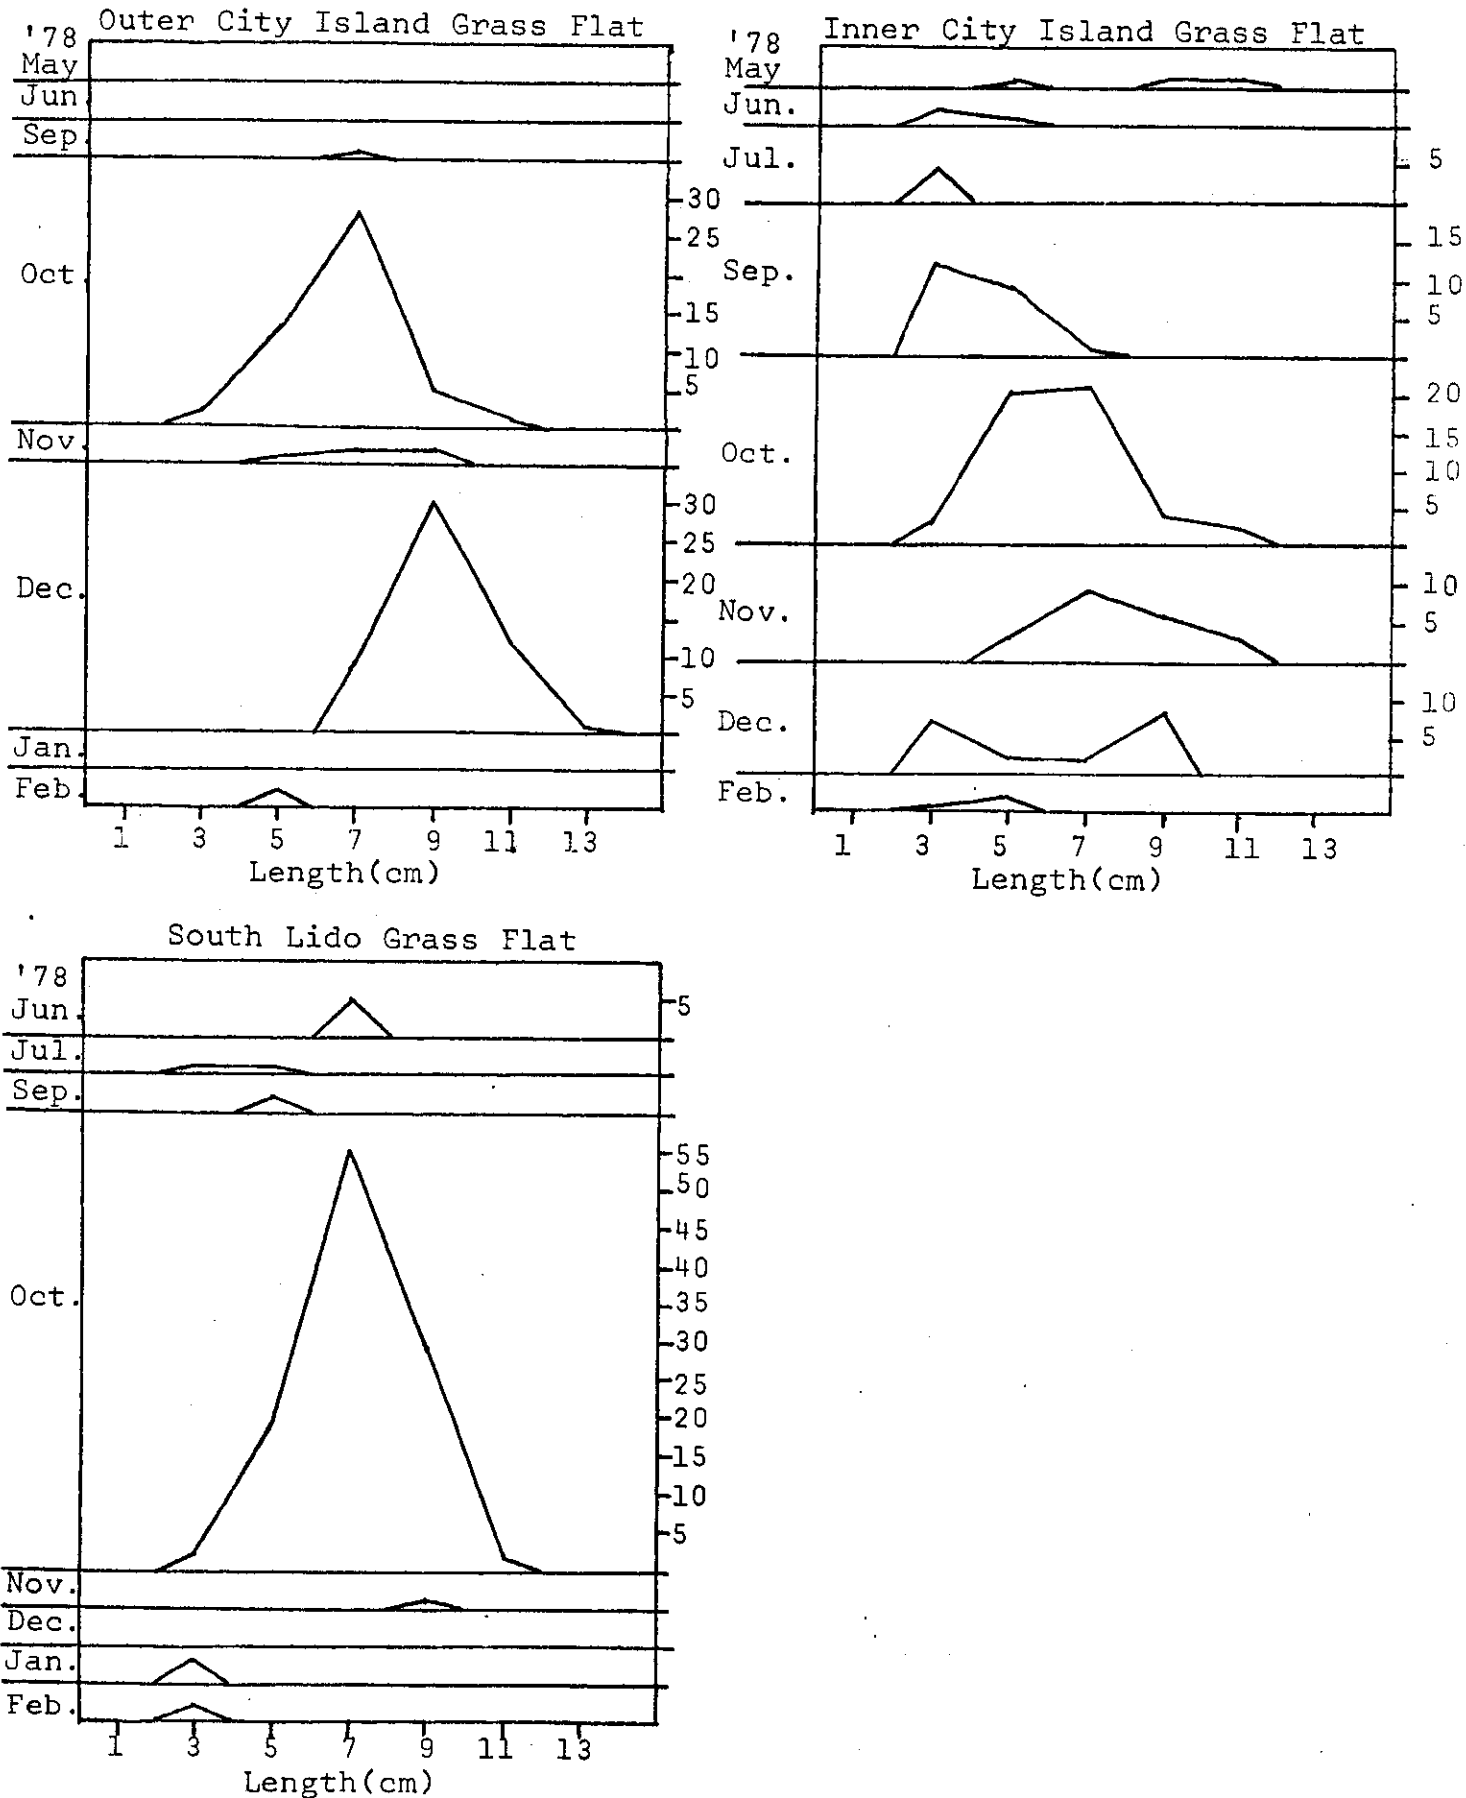 Outer City Island Grass Flat
'78
May
Jun
Sep
Oct.
30
25
15
10
5
Nov.
Dec.
30
25
20
10
5
Jan.
Feb.
1 3 5 7 9 11 13
Length(cm)
Inner City Island Grass Flat
'78
May
Jun.
Jul.
5
Sep.
15
10
5
Oct.
20
15
10
5
Nov.
10
5
Dec.
10
5
Feb.
1 3 5 7 9 11 13
Length(cm)
South Lido Grass Flat
'78
Jun.
5
Jul.
Sep.
Oct.
55
50
45
40
35
30
25
20
15
10
5
Nov.
Dec.
Jan.
Feb.
1 3 5 7 9 11 13
Length(cm)